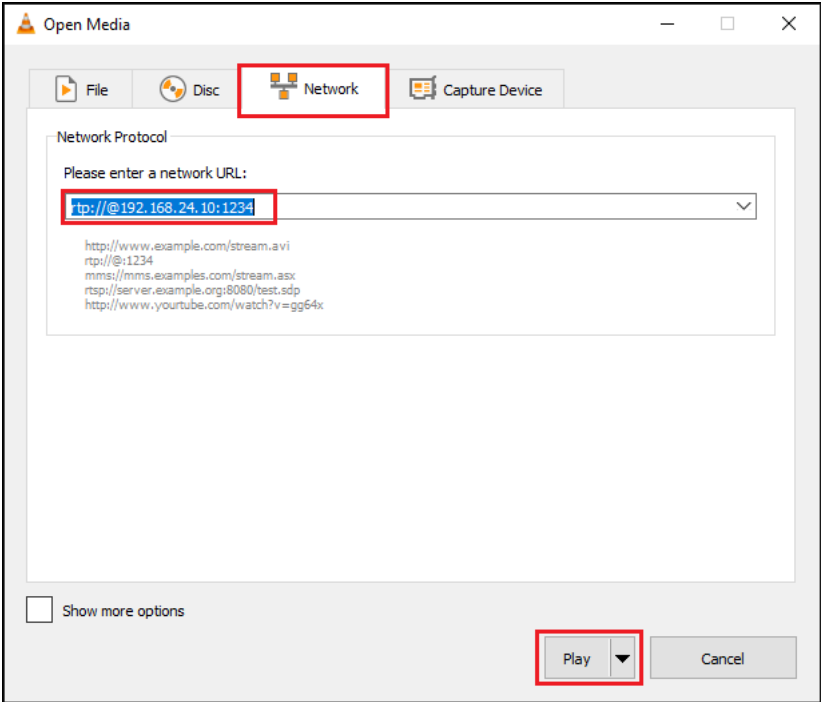 Open Media
File
Disc
Network
Capture Device
Network Protocol
Please enter a network URL:
rtp://@192.168.24.10:1234
http://www.example.com/stream.avi
rtp://@:1234
mms://mms.examples.com/stream.asx
rtsp://server.example.org:8080/test.sdp
http://www.yourtube.com/watch?v=gg64x
Show more options
Play
Cancel